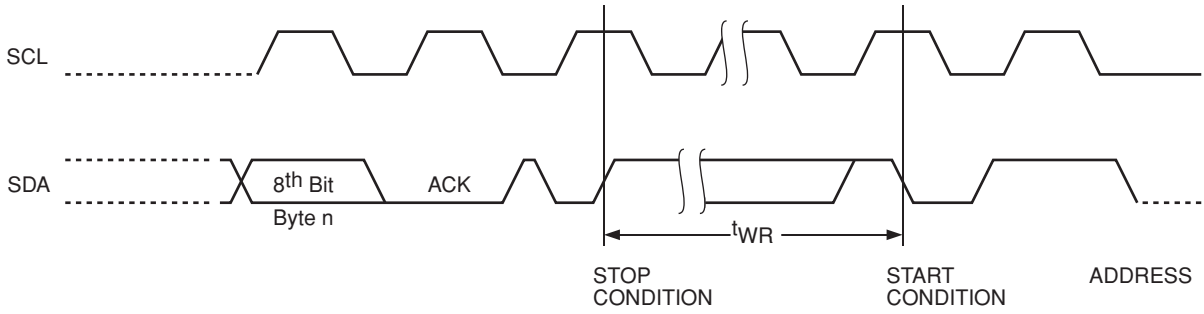 SCL
SDA
8th Bit
Byte n
ACK
tWR
STOP
CONDITION
START
CONDITION
ADDRESS